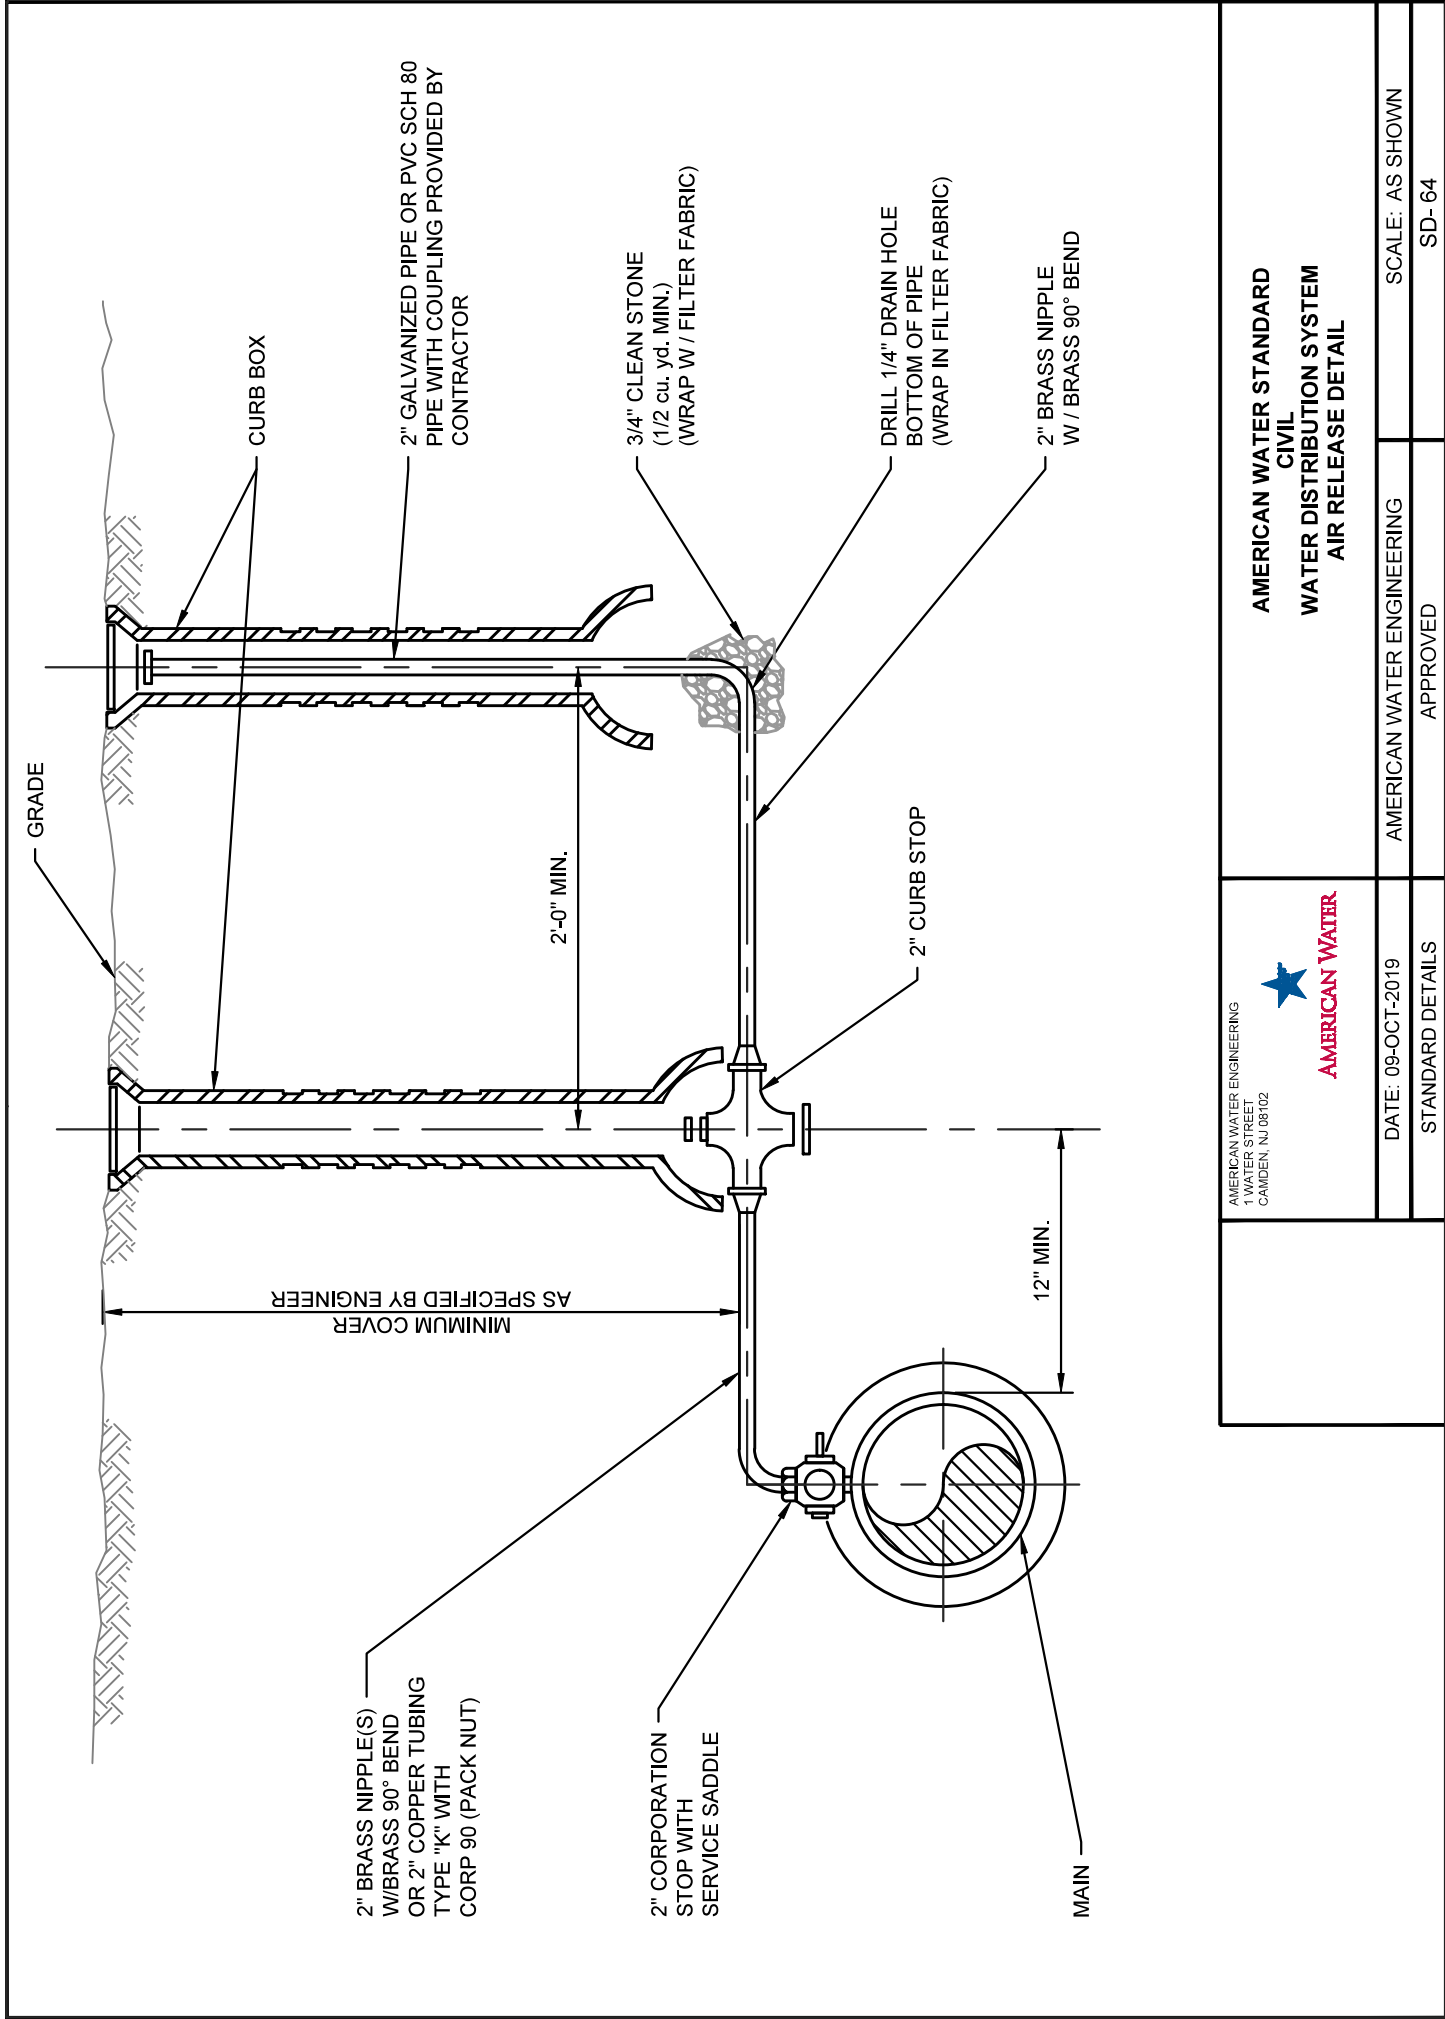 GRADE
CURB BOX
2" GALVANIZED PIPE OR PVC SCH 80
PIPE WITH COUPLING PROVIDED BY
CONTRACTOR
2'-0" MIN.
3/4" CLEAN STONE
(1/2 cu. yd. MIN.)
(WRAP W / FILTER FABRIC)
DRILL 1/4" DRAIN HOLE
BOTTOM OF PIPE
(WRAP IN FILTER FABRIC)
2" BRASS NIPPLE
W / BRASS 90° BEND
2" CURB STOP
MINIMUM COVER
AS SPECIFIED BY ENGINEER
12" MIN.
2" BRASS NIPPLE(S)
W/BRASS 90° BEND
OR 2" COPPER TUBING
TYPE "K" WITH
CORP 90 (PACK NUT)
2" CORPORATION
STOP WITH
SERVICE SADDLE
MAIN
AMERICAN WATER ENGINEERING
1 WATER STREET
CAMDEN, NJ 08102
AMERICAN WATER
AMERICAN WATER STANDARD
CIVIL
WATER DISTRIBUTION SYSTEM
AIR RELEASE DETAIL
DATE: 09-OCT-2019
AMERICAN WATER ENGINEERING
SCALE: AS SHOWN
STANDARD DETAILS
APPROVED
SD- 64